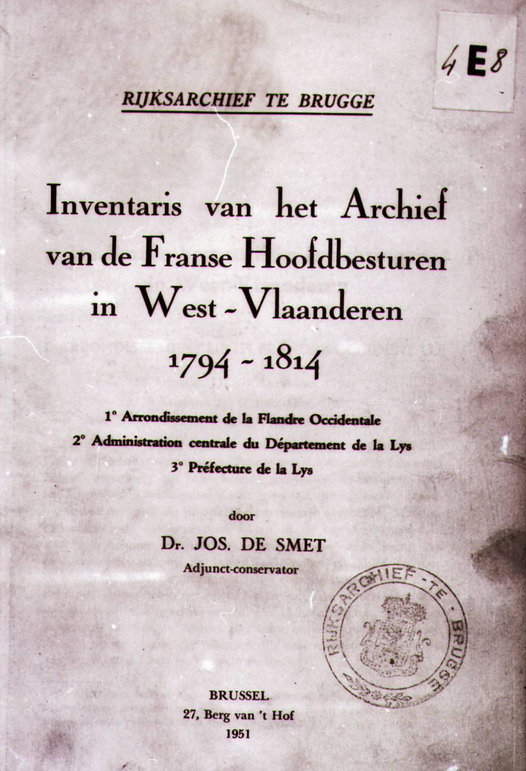 4 E 8
RIJKSARCHIEF TE BRUGGE
Inventaris van het Archief
van de Franse Hoofdbesturen
in West-Vlaanderen
1794 - 1814
1° Arrondissement de la Flandre Occidentale
2° Administration centrale du Département de la Lys
3° Préfecture de la Lys
door
Dr. JOS. DE SMET
Adjunct-conservator
RIJKSARCHIEF-TE-BRUGGE
BRUSSEL
27, Berg van 't Hof
1951